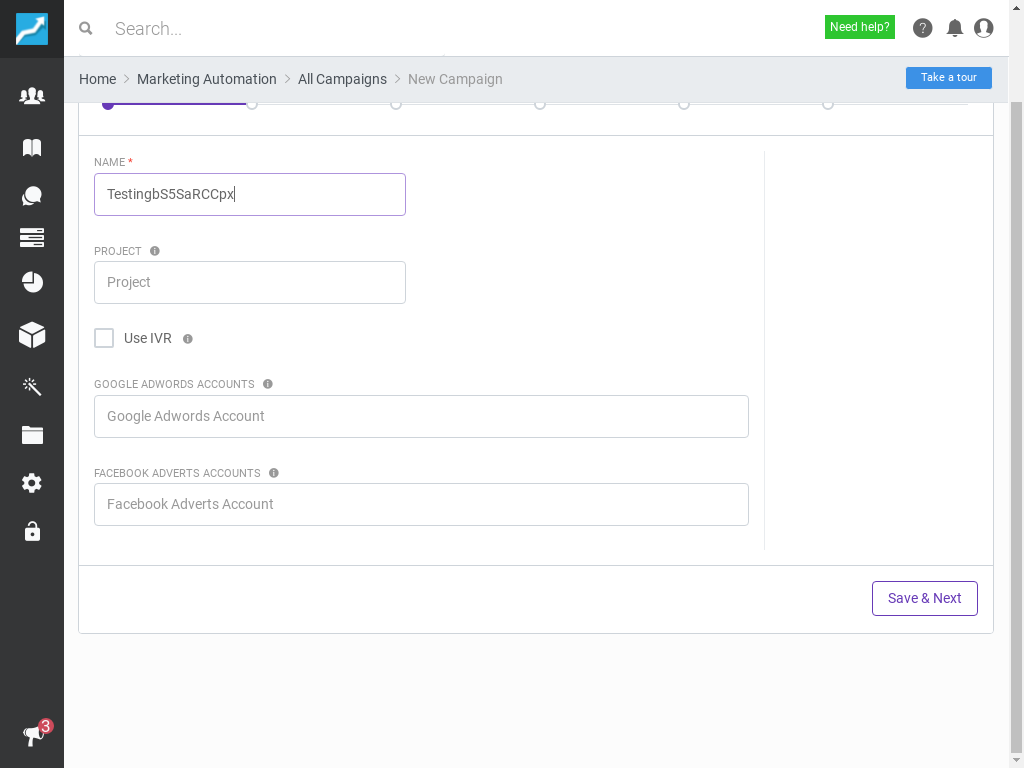 Search...
Need help?
Home
Marketing Automation
All Campaigns
New Campaign
Take a tour
NAME *
TestingbS5SaRCCpx
PROJECT
Project
Use IVR
GOOGLE ADWORDS ACCOUNTS
Google Adwords Account
FACEBOOK ADVERTS ACCOUNTS
Facebook Adverts Account
Save & Next
3